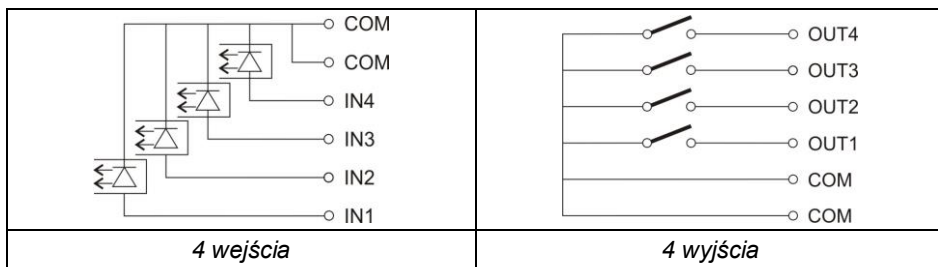 COM
COM
IN4
IN3
IN2
IN1
4 wejścia
OUT4
OUT3
OUT2
OUT1
COM
COM
4 wyjścia